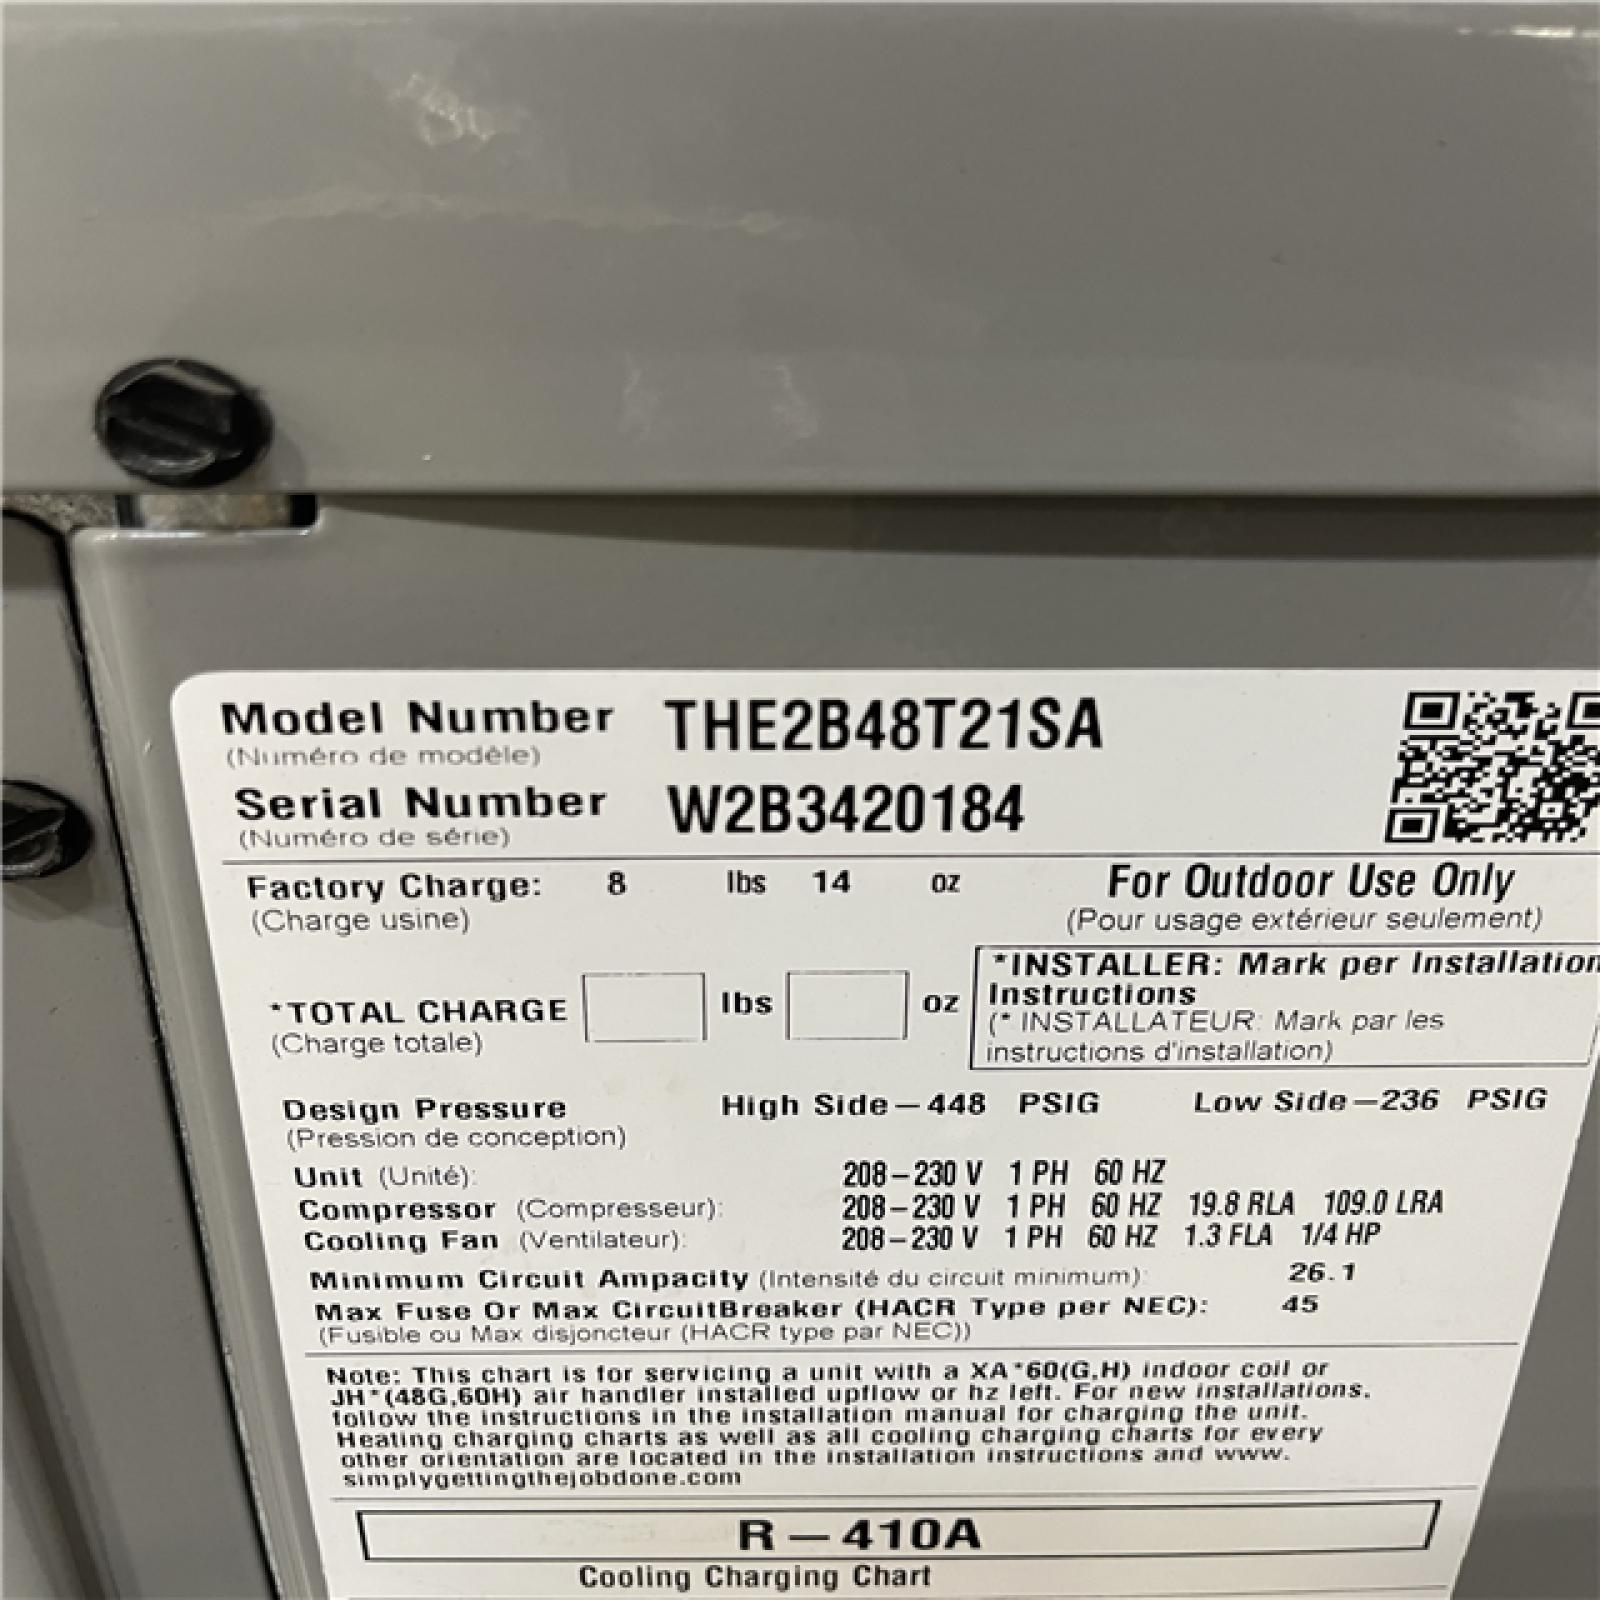 Model Number THE2B48T21SA
(Numéro de modèle)
Serial Number W2B3420184
(Numéro de série)
Factory Charge: 8 lbs 14 oz For Outdoor Use Only
(Charge usine) (Pour usage extérieur seulement)
*TOTAL CHARGE lbs oz
(Charge totale)
*INSTALLER: Mark per Installation
Instructions
(* INSTALLATEUR: Mark par les
instructions d'installation)
Design Pressure High Side-448 PSIG Low Side-236 PSIG
(Pression de conception)
Unit (Unité): 208-230 V 1 PH 60 HZ
Compressor (Compresseur): 208-230 V 1 PH 60 HZ 19.8 RLA 109.0 LRA
Cooling Fan (Ventilateur): 208-230 V 1 PH 60 HZ 1.3 FLA 1/4 HP
Minimum Circuit Ampacity (Intensité du circuit minimum): 26.1
Max Fuse Or Max CircuitBreaker (HACR Type per NEC): 45
(Fusible ou Max disjoncteur (HACR type par NEC))
Note: This chart is for servicing a unit with a XA*60(G,H) indoor coil or
JH*(48G,60H) air handler installed upflow or hz left. For new installations,
follow the instructions in the installation manual for charging the unit.
Heating charging charts as well as all cooling charging charts for every
other orientation are located in the installation instructions and www.
simplygettingthejobdone.com
R-410A
Cooling Charging Chart